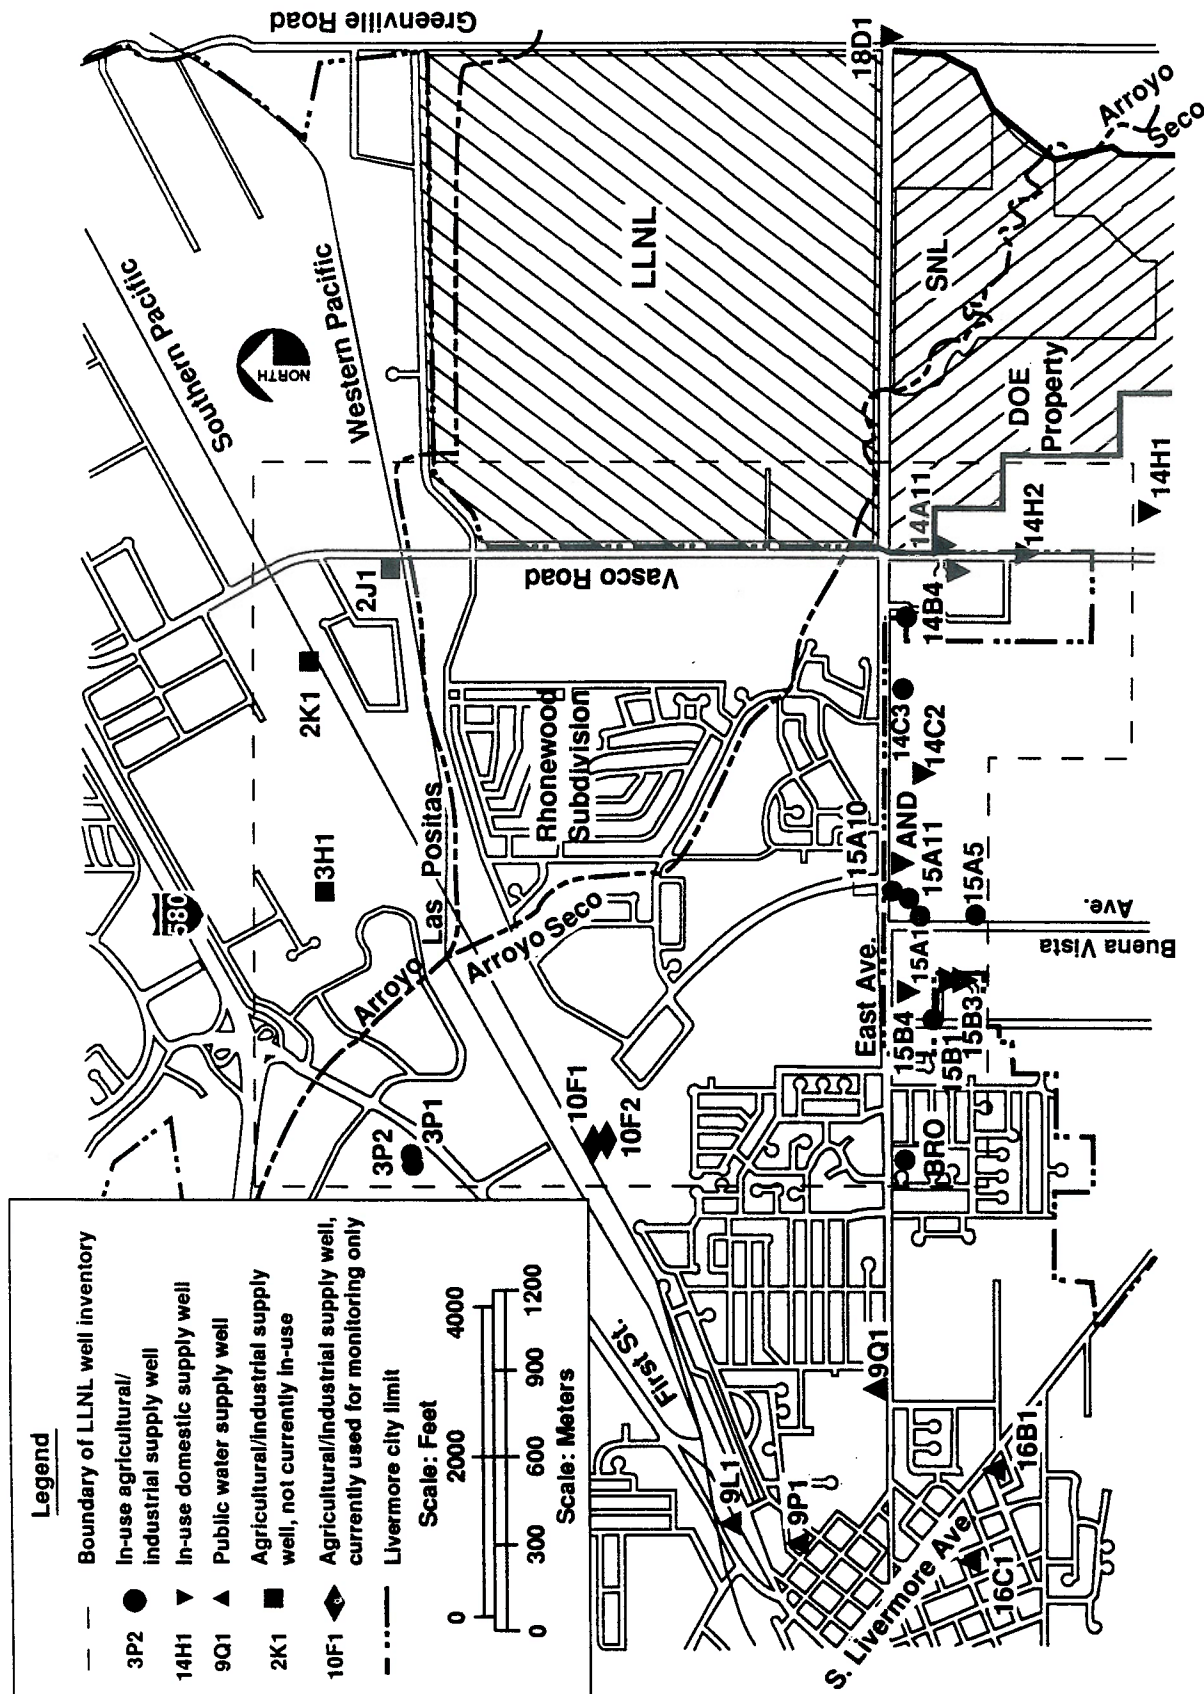 Legend
Boundary of LLNL well inventory
3P2 In-use agricultural/
industrial supply well
14H1 In-use domestic supply well
9Q1 Public water supply well
2K1 Agricultural/industrial supply
well, not currently in-use
10F1 Agricultural/industrial supply well,
currently used for monitoring only
Livermore city limit
Scale: Feet
0 2000 4000
0 300 600 900 1200
Scale: Meters
Greenville Road
Southern Pacific
Western Pacific
NORTH
580
2K1
2J1
3H1
Arroyo Las Positas
Arroyo Seco
3P2
3P1
10F1
10F2
First St.
Rhonewood
Subdivision
Vasco Road
LLNL
18D1
SNL
DOE
Property
Arroyo
Seco
14A11
14H2
14H1
14B4
14C3
14C2
AND
15A10
15A11
15A5
15A1
East Ave.
Buena Vista
Ave.
15B4
15B1
15B3
BRO
9Q1
9L1
9P1
16B1
16C1
S. Livermore Ave.